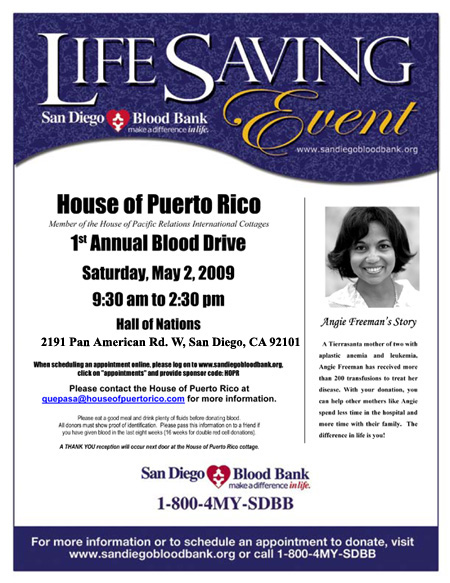 LIFE SAVING
Event
San Diego Blood Bank
make a difference in life.
www.sandiegobloodbank.org
House of Puerto Rico
Member of the House of Pacific Relations International Cottages
1st Annual Blood Drive
Saturday, May 2, 2009
9:30 am to 2:30 pm
Hall of Nations
2191 Pan American Rd. W, San Diego, CA 92101
When scheduling an appointment online, please log on to www.sandiegobloodbank.org,
click on "appointments" and provide sponsor code: HOPR
Please contact the House of Puerto Rico at
quepasa@houseofpuertorico.com for more information.
Please eat a good meal and drink plenty of fluids before donating blood.
All donors must show proof of identification. Please pass this information on to a friend if
you have given blood in the last eight weeks (16 weeks for double red cell donations).
A THANK YOU reception will occur next door at the House of Puerto Rico cottage.
Angie Freeman's Story
A Tierrasanta mother of two with
aplastic anemia and leukemia,
Angie Freeman has received more
than 200 transfusions to treat her
disease. With your donation, you
can help other mothers like Angie
spend less time in the hospital and
more time with their family. The
difference in life is you!
San Diego Blood Bank
make a difference in life.
1-800-4MY-SDBB
For more information or to schedule an appointment to donate, visit
www.sandiegobloodbank.org or call 1-800-4MY-SDBB